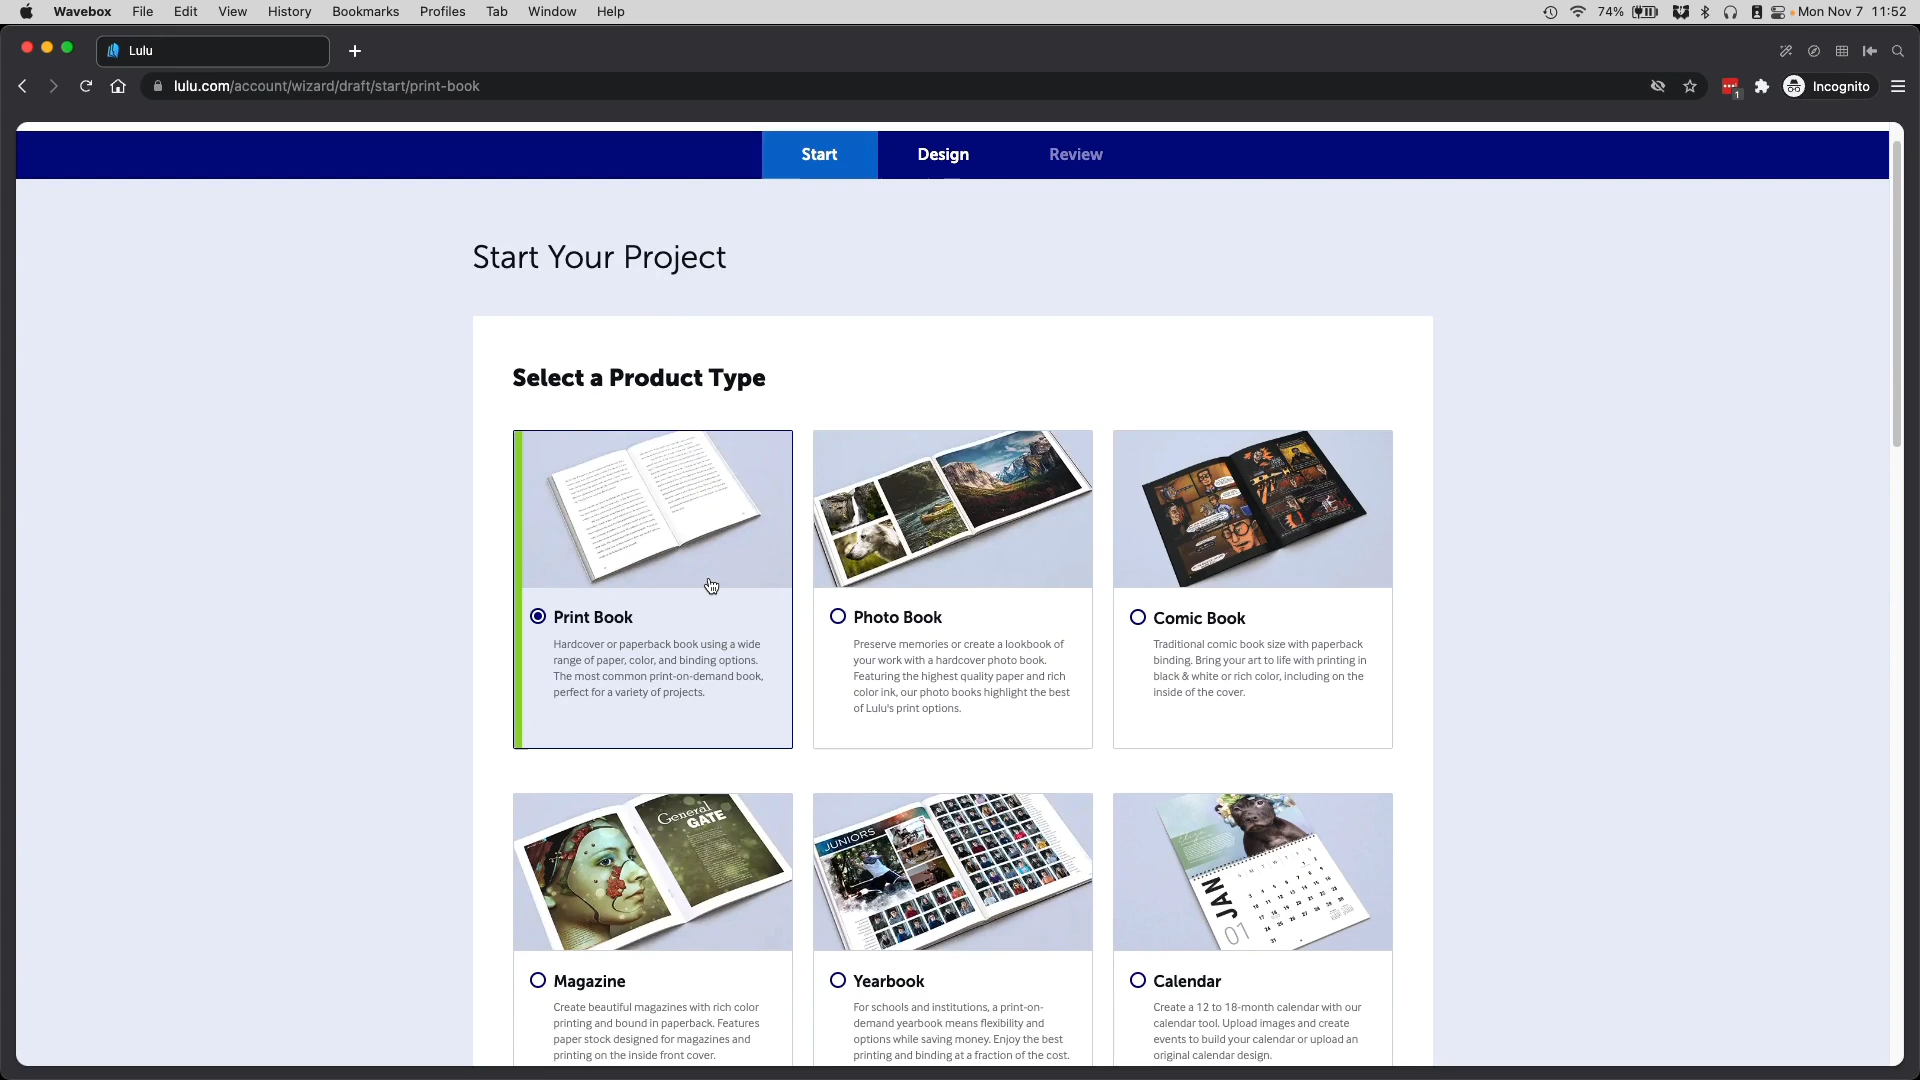 Wavebox File Edit View History Bookmarks Profiles Tab Window Help 74% Mon Nov 7 11:52
Lulu
lulu.com/account/wizard/draft/start/print-book 1 Incognito
Start Design Review
Start Your Project
Select a Product Type
Print Book
Hardcover or paperback book using a wide
range of paper, color, and binding options.
The most common print-on-demand book,
perfect for a variety of projects.
Photo Book
Preserve memories or create a lookbook of
your work with a hardcover photo book.
Featuring the highest quality paper and rich
color ink, our photo books highlight the best
of Lulu's print options.
Comic Book
Traditional comic book size with paperback
binding. Bring your art to life with printing in
black & white or rich color, including on the
inside of the cover.
General
GATE
JUNIORS
JAN
01
Magazine
Create beautiful magazines with rich color
printing and bound in paperback. Features
paper stock designed for magazines and
printing on the inside front cover.
Yearbook
For schools and institutions, a print-on-
demand yearbook means flexibility and
options while saving money. Enjoy the best
printing and binding at a fraction of the cost.
Calendar
Create a 12 to 18-month calendar with our
calendar tool. Upload images and create
events to build your calendar or upload an
original calendar design.